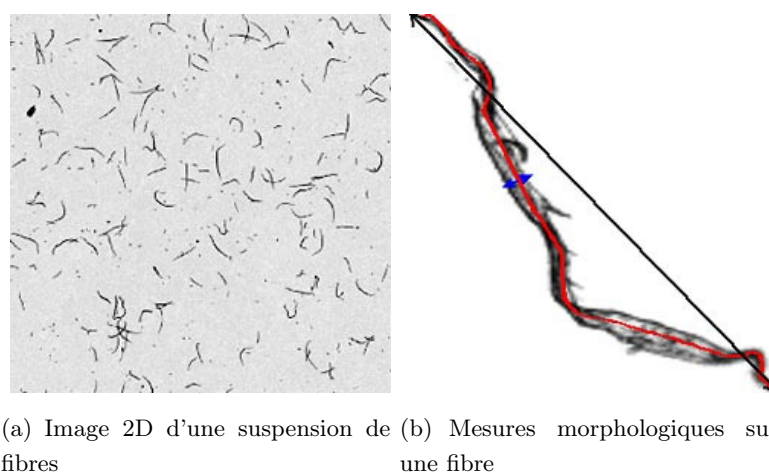 (a) Image 2D d'une suspension de
fibres
(b) Mesures morphologiques su
une fibre